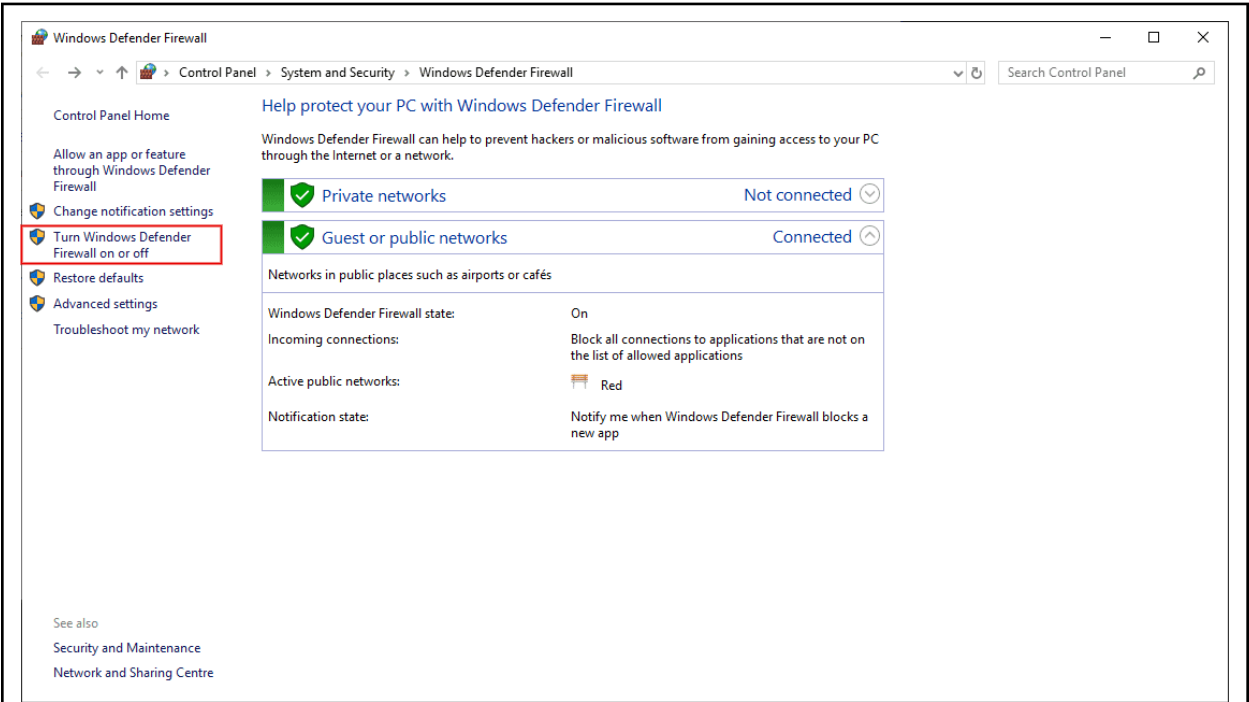 Windows Defender Firewall
Control Panel > System and Security > Windows Defender Firewall
Search Control Panel
Control Panel Home
Allow an app or feature
through Windows Defender
Firewall
Change notification settings
Turn Windows Defender
Firewall on or off
Restore defaults
Advanced settings
Troubleshoot my network
See also
Security and Maintenance
Network and Sharing Centre
Help protect your PC with Windows Defender Firewall
Windows Defender Firewall can help to prevent hackers or malicious software from gaining access to your PC
through the Internet or a network.
Private networks Not connected
Guest or public networks Connected
Networks in public places such as airports or cafés
Windows Defender Firewall state: On
Incoming connections: Block all connections to applications that are not on
the list of allowed applications
Active public networks: Red
Notification state: Notify me when Windows Defender Firewall blocks a
new app